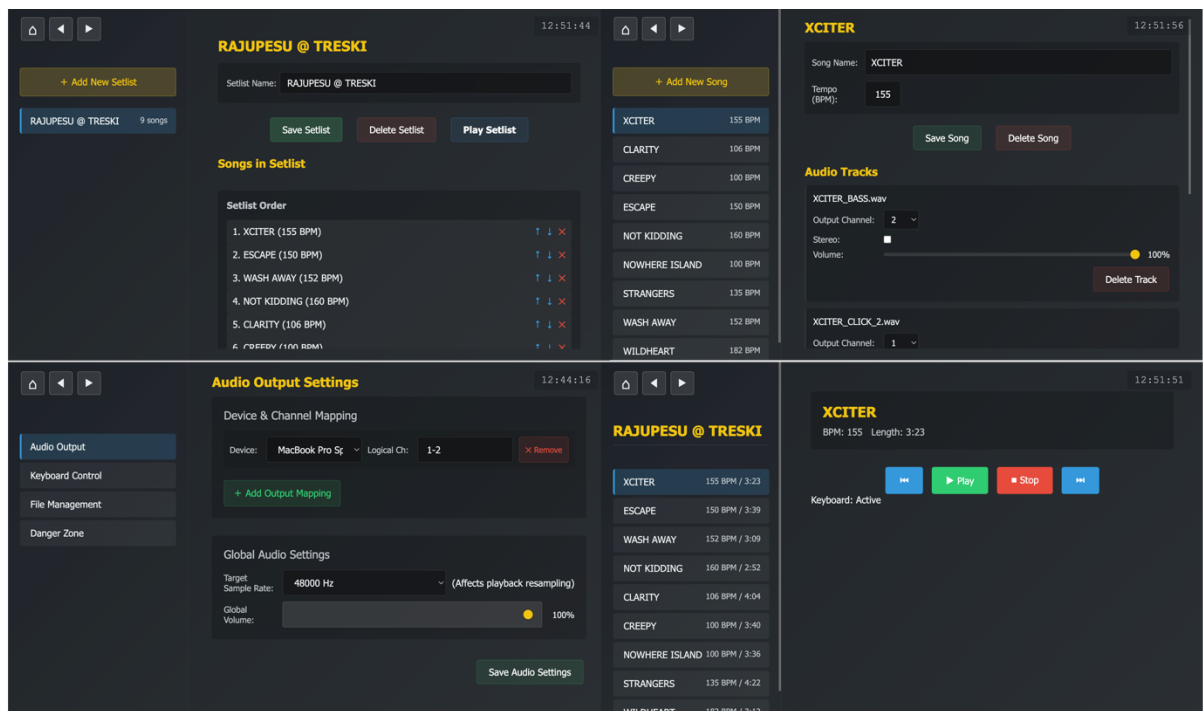 12:51:44
RAJUPESU @ TRESKI
+ Add New Setlist
RAJUPESU @ TRESKI 9 songs
Setlist Name: RAJUPESU @ TRESKI
Save Setlist Delete Setlist Play Setlist
Songs in Setlist
Setlist Order
1. XCITER (155 BPM) ↑ ↓ ×
2. ESCAPE (150 BPM) ↑ ↓ ×
3. WASH AWAY (152 BPM) ↑ ↓ ×
4. NOT KIDDING (160 BPM) ↑ ↓ ×
5. CLARITY (106 BPM) ↑ ↓ ×
6. CREEPY (100 BPM) ↑ ↓ ×
12:51:56
+ Add New Song
XCITER 155 BPM
CLARITY 106 BPM
CREEPY 100 BPM
ESCAPE 150 BPM
NOT KIDDING 160 BPM
NOWHERE ISLAND 100 BPM
STRANGERS 135 BPM
WASH AWAY 152 BPM
WILDHEART 182 BPM
XCITER
Song Name: XCITER
Tempo
(BPM): 155
Save Song Delete Song
Audio Tracks
XCITER_BASS.wav
Output Channel: 2
Stereo:
Volume: 100%
Delete Track
XCITER_CLICK_2.wav
Output Channel: 1
12:44:16
Audio Output
Keyboard Control
File Management
Danger Zone
Audio Output Settings
Device & Channel Mapping
Device: MacBook Pro Sp Logical Ch: 1-2 × Remove
+ Add Output Mapping
Global Audio Settings
Target
Sample Rate: 48000 Hz (Affects playback resampling)
Global
Volume: 100%
Save Audio Settings
12:51:51
RAJUPESU @ TRESKI
XCITER 155 BPM / 3:23
ESCAPE 150 BPM / 3:39
WASH AWAY 152 BPM / 3:09
NOT KIDDING 160 BPM / 2:52
CLARITY 106 BPM / 4:04
CREEPY 100 BPM / 3:40
NOWHERE ISLAND 100 BPM / 3:36
STRANGERS 135 BPM / 4:22
WILDHEART 182 BPM
XCITER
BPM: 155 Length: 3:23
Play Stop
Keyboard: Active